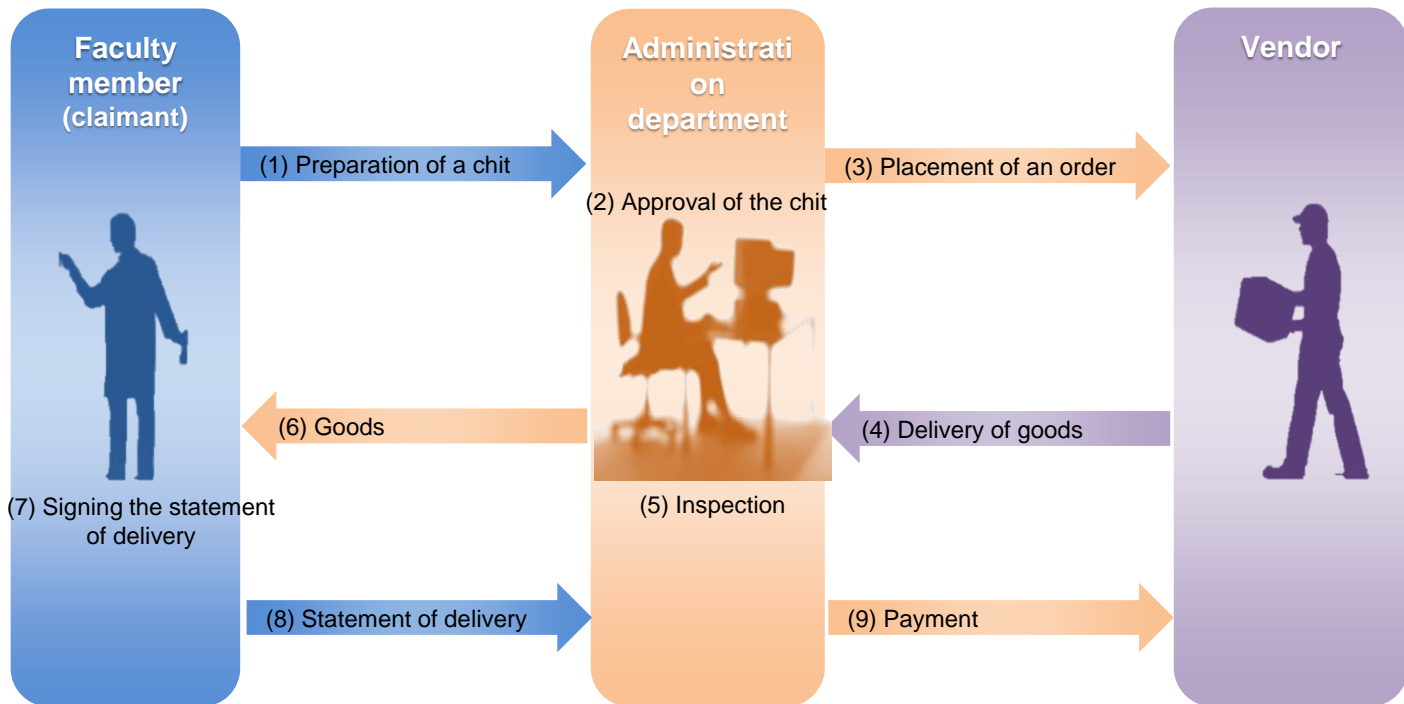 Faculty
member
(claimant)
Administrati
on
department
Vendor
(1) Preparation of a chit
(2) Approval of the chit
(3) Placement of an order
(4) Delivery of goods
(5) Inspection
(6) Goods
(7) Signing the statement
of delivery
(8) Statement of delivery
(9) Payment